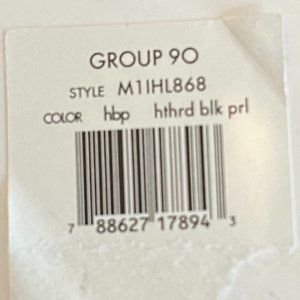 GROUP 90
STYLE M1IHL868
COLOR hbp hthrd blk prl
7 88627 17894 3